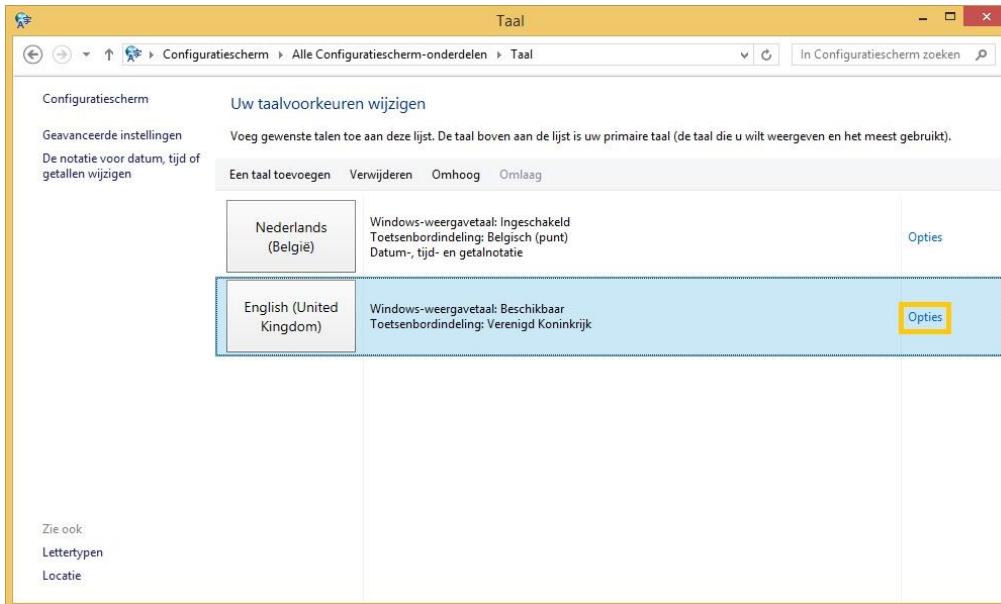 Taal
Configuratiescherm Alle Configuratiescherm-onderdelen Taal
In Configuratiescherm zoeken
Configuratiescherm
Geavanceerde instellingen
De notatie voor datum, tijd of
getallen wijzigen
Uw taalvoorkeuren wijzigen
Voeg gewenste talen toe aan deze lijst. De taal boven aan de lijst is uw primaire taal (de taal die u wilt weergeven en het meest gebruikt).
Een taal toevoegen Verwijderen Omhoog Omlaag
Nederlands
(België)
Windows-weergavetaal: Ingeschakeld
Toetsenbordindeling: Belgisch (punt)
Datum-, tijd- en getalnotatie
Opties
English (United
Kingdom)
Windows-weergavetaal: Beschikbaar
Toetsenbordindeling: Verenigd Koninkrijk
Opties
Zie ook
Lettertypen
Locatie